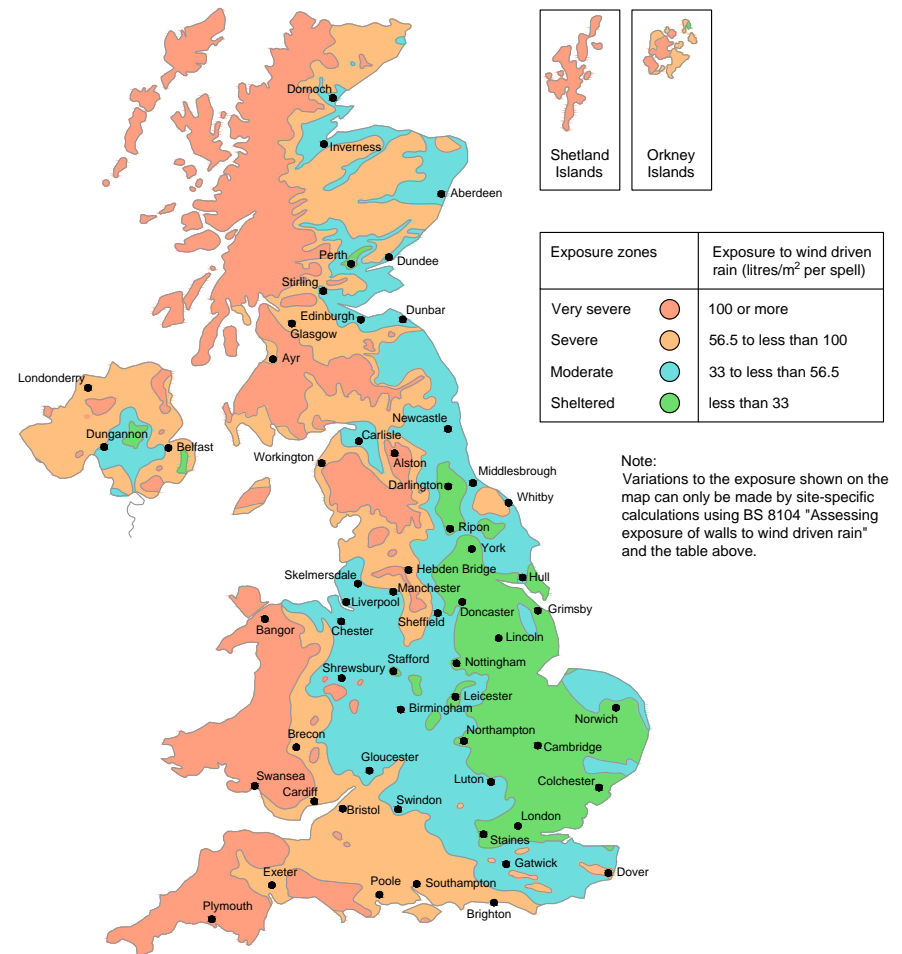 Dornoch
Inverness
Aberdeen
Perth
Dundee
Stirling
Edinburgh
Dunbar
Glasgow
Ayr
Londonderry
Newcastle
Dungannon
Carlisle
Belfast
Workington
Alston
Middlesbrough
Darlington
Whitby
Ripon
York
Hebden Bridge
Skelmersdale
Hull
Manchester
Liverpool
Doncaster
Grimsby
Bangor
Chester
Sheffield
Lincoln
Stafford
Nottingham
Shrewsbury
Leicester
Birmingham
Norwich
Northampton
Brecon
Cambridge
Gloucester
Swansea
Luton
Colchester
Cardiff
Swindon
Bristol
London
Staines
Gatwick
Exeter
Dover
Poole
Southampton
Plymouth
Brighton
Shetland
Islands
Orkney
Islands
Exposure zones
Exposure to wind driven
rain (litres/m² per spell)
Very severe
100 or more
Severe
56.5 to less than 100
Moderate
33 to less than 56.5
Sheltered
less than 33
Note:
Variations to the exposure shown on the
map can only be made by site-specific
calculations using BS 8104 "Assessing
exposure of walls to wind driven rain"
and the table above.